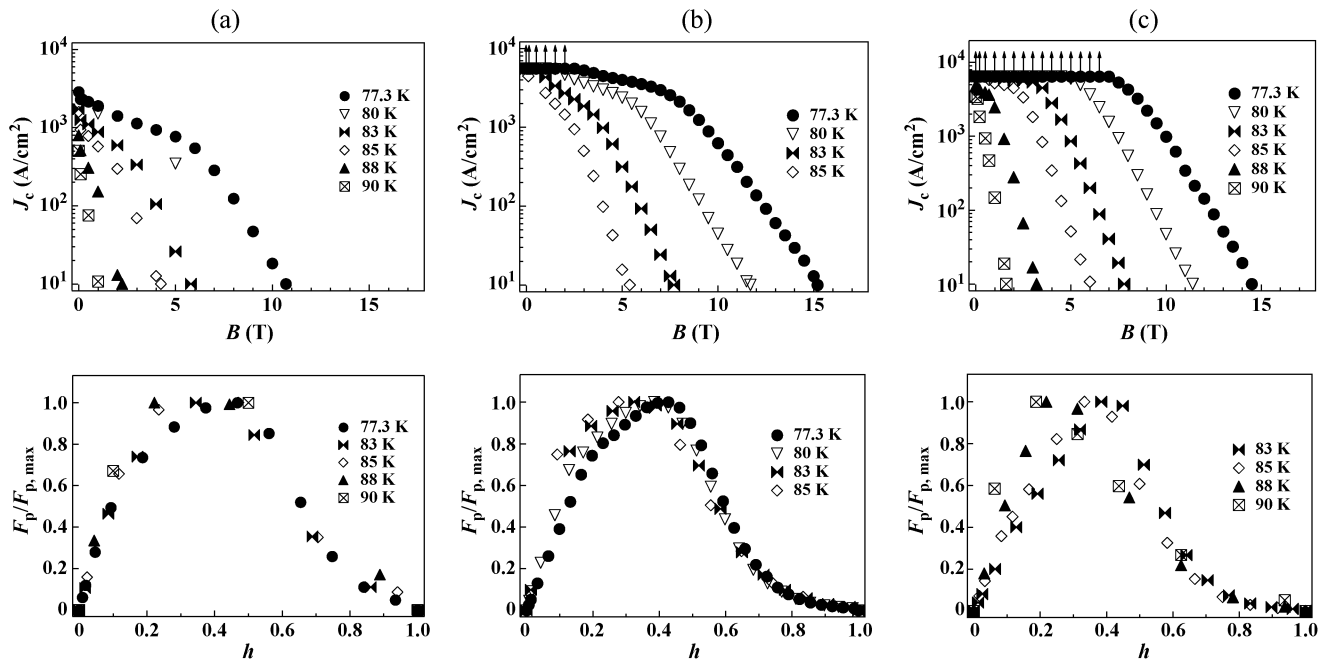 (a)
(b)
(c)
10⁴
10³
10²
10¹
J_c (A/cm²)
0
5
10
15
B (T)
77.3 K
80 K
83 K
85 K
88 K
90 K
10⁴
10³
10²
10¹
J_c (A/cm²)
0
5
10
15
B (T)
77.3 K
80 K
83 K
85 K
10⁴
10³
10²
10¹
J_c (A/cm²)
0
5
10
15
B (T)
77.3 K
80 K
83 K
85 K
88 K
90 K
1.0
0.8
0.6
0.4
0.2
0
F_p/F_p, max
0
0.2
0.4
0.6
0.8
1.0
h
77.3 K
83 K
85 K
88 K
90 K
1.0
0.8
0.6
0.4
0.2
0
F_p/F_p, max
0
0.2
0.4
0.6
0.8
1.0
h
77.3 K
80 K
83 K
85 K
1.0
0.8
0.6
0.4
0.2
0
F_p/F_p, max
0
0.2
0.4
0.6
0.8
1.0
h
83 K
85 K
88 K
90 K